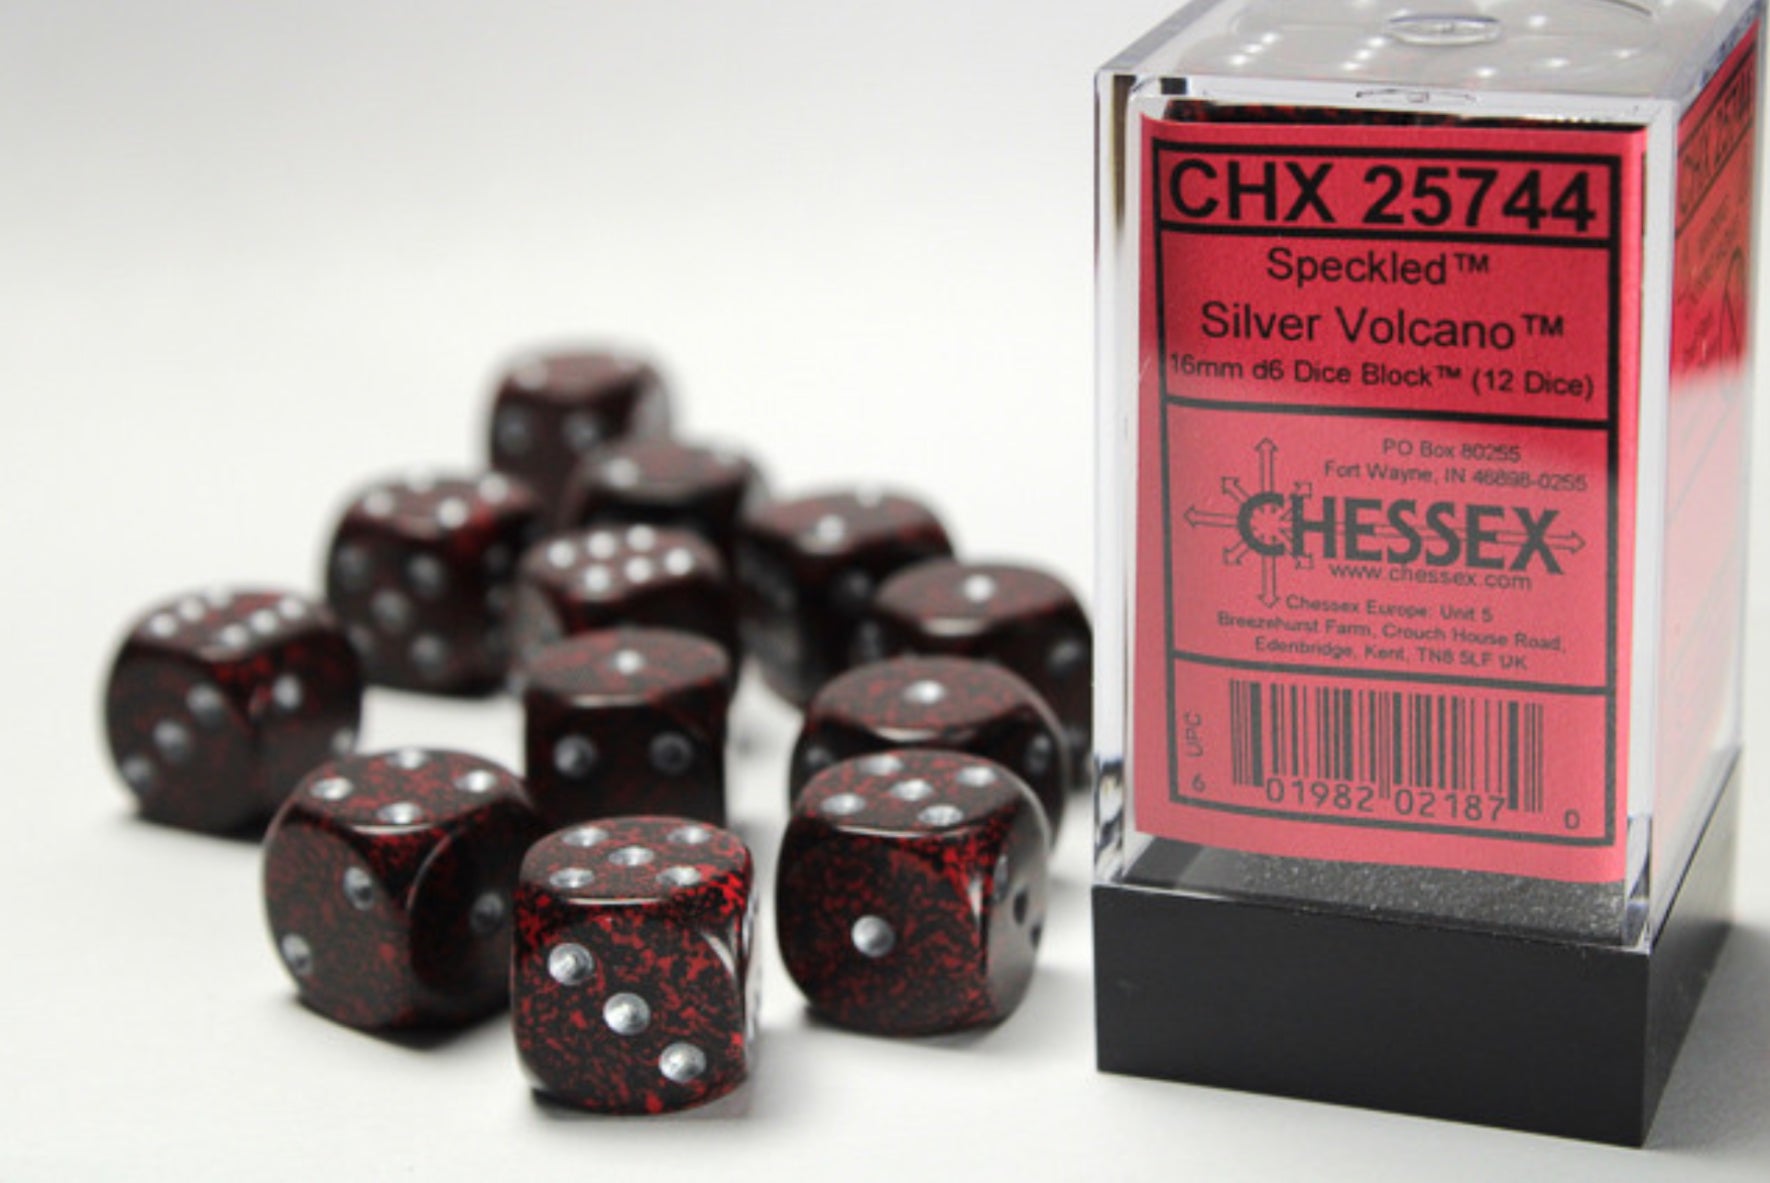 CHX 25744
Speckled™
Silver Volcano™
16mm d6 Dice Block™ (12 Dice)
PO Box 80255
Fort Wayne, IN 46898-0255
CHESSEX
www.chessex.com
Chessex Europe: Unit 5
Breezehurst Farm, Crouch House Road,
Edenbridge, Kent, TN8 5LF UK
UPC
6 01982 02187 0
CHX 25744